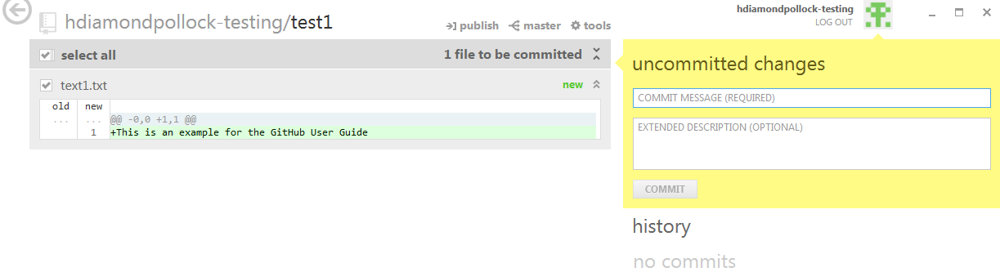 hdiamondpollock-testing/test1
publish master tools
select all 1 file to be committed
text1.txt new
old new
... ... @@ -0,0 +1,1 @@
1 +This is an example for the GitHub User Guide
hdiamondpollock-testing
LOG OUT
uncommitted changes
COMMIT MESSAGE (REQUIRED)
EXTENDED DESCRIPTION (OPTIONAL)
COMMIT
history
no commits